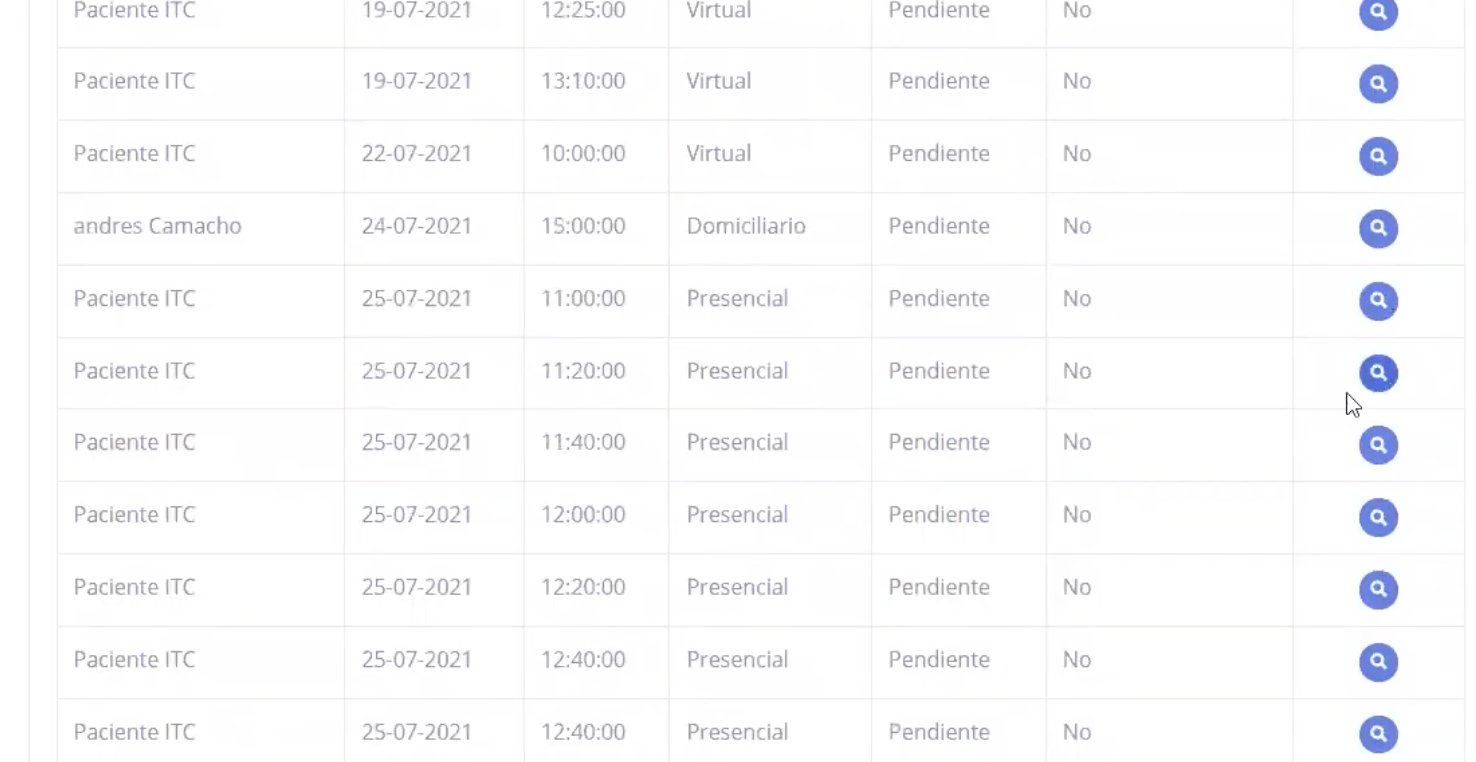 Paciente ITC 19-07-2021 12:25:00 Virtual Pendiente No
Paciente ITC 19-07-2021 13:10:00 Virtual Pendiente No
Paciente ITC 22-07-2021 10:00:00 Virtual Pendiente No
andres Camacho 24-07-2021 15:00:00 Domiciliario Pendiente No
Paciente ITC 25-07-2021 11:00:00 Presencial Pendiente No
Paciente ITC 25-07-2021 11:20:00 Presencial Pendiente No
Paciente ITC 25-07-2021 11:40:00 Presencial Pendiente No
Paciente ITC 25-07-2021 12:00:00 Presencial Pendiente No
Paciente ITC 25-07-2021 12:20:00 Presencial Pendiente No
Paciente ITC 25-07-2021 12:40:00 Presencial Pendiente No
Paciente ITC 25-07-2021 12:40:00 Presencial Pendiente No